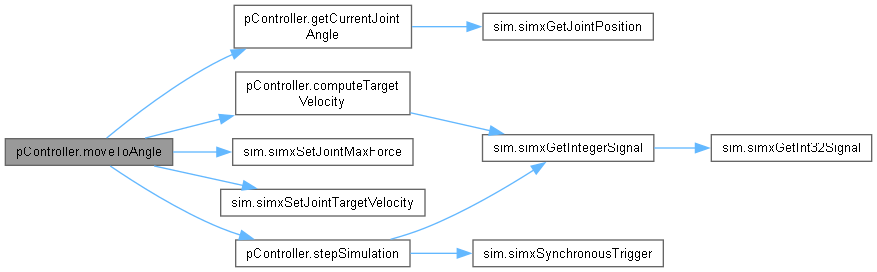 pController.getCurrentJoint
Angle
sim.simxGetJointPosition
pController.computeTarget
Velocity
pController.moveToAngle
sim.simxSetJointMaxForce
sim.simxGetIntegerSignal
sim.simxGetInt32Signal
sim.simxSetJointTargetVelocity
pController.stepSimulation
sim.simxSynchronousTrigger